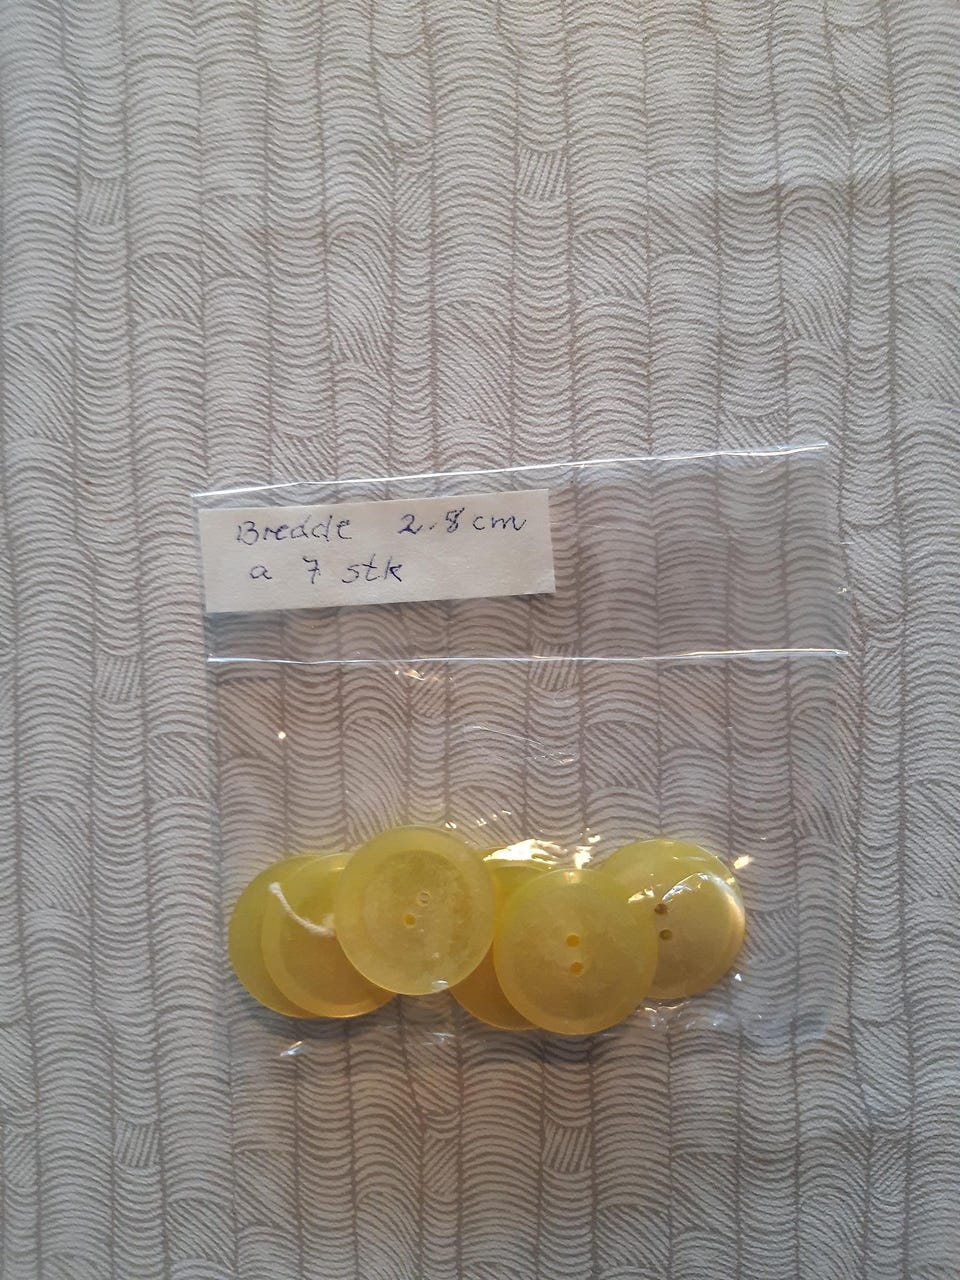 Bredde 2.8 cm
a 7 stk